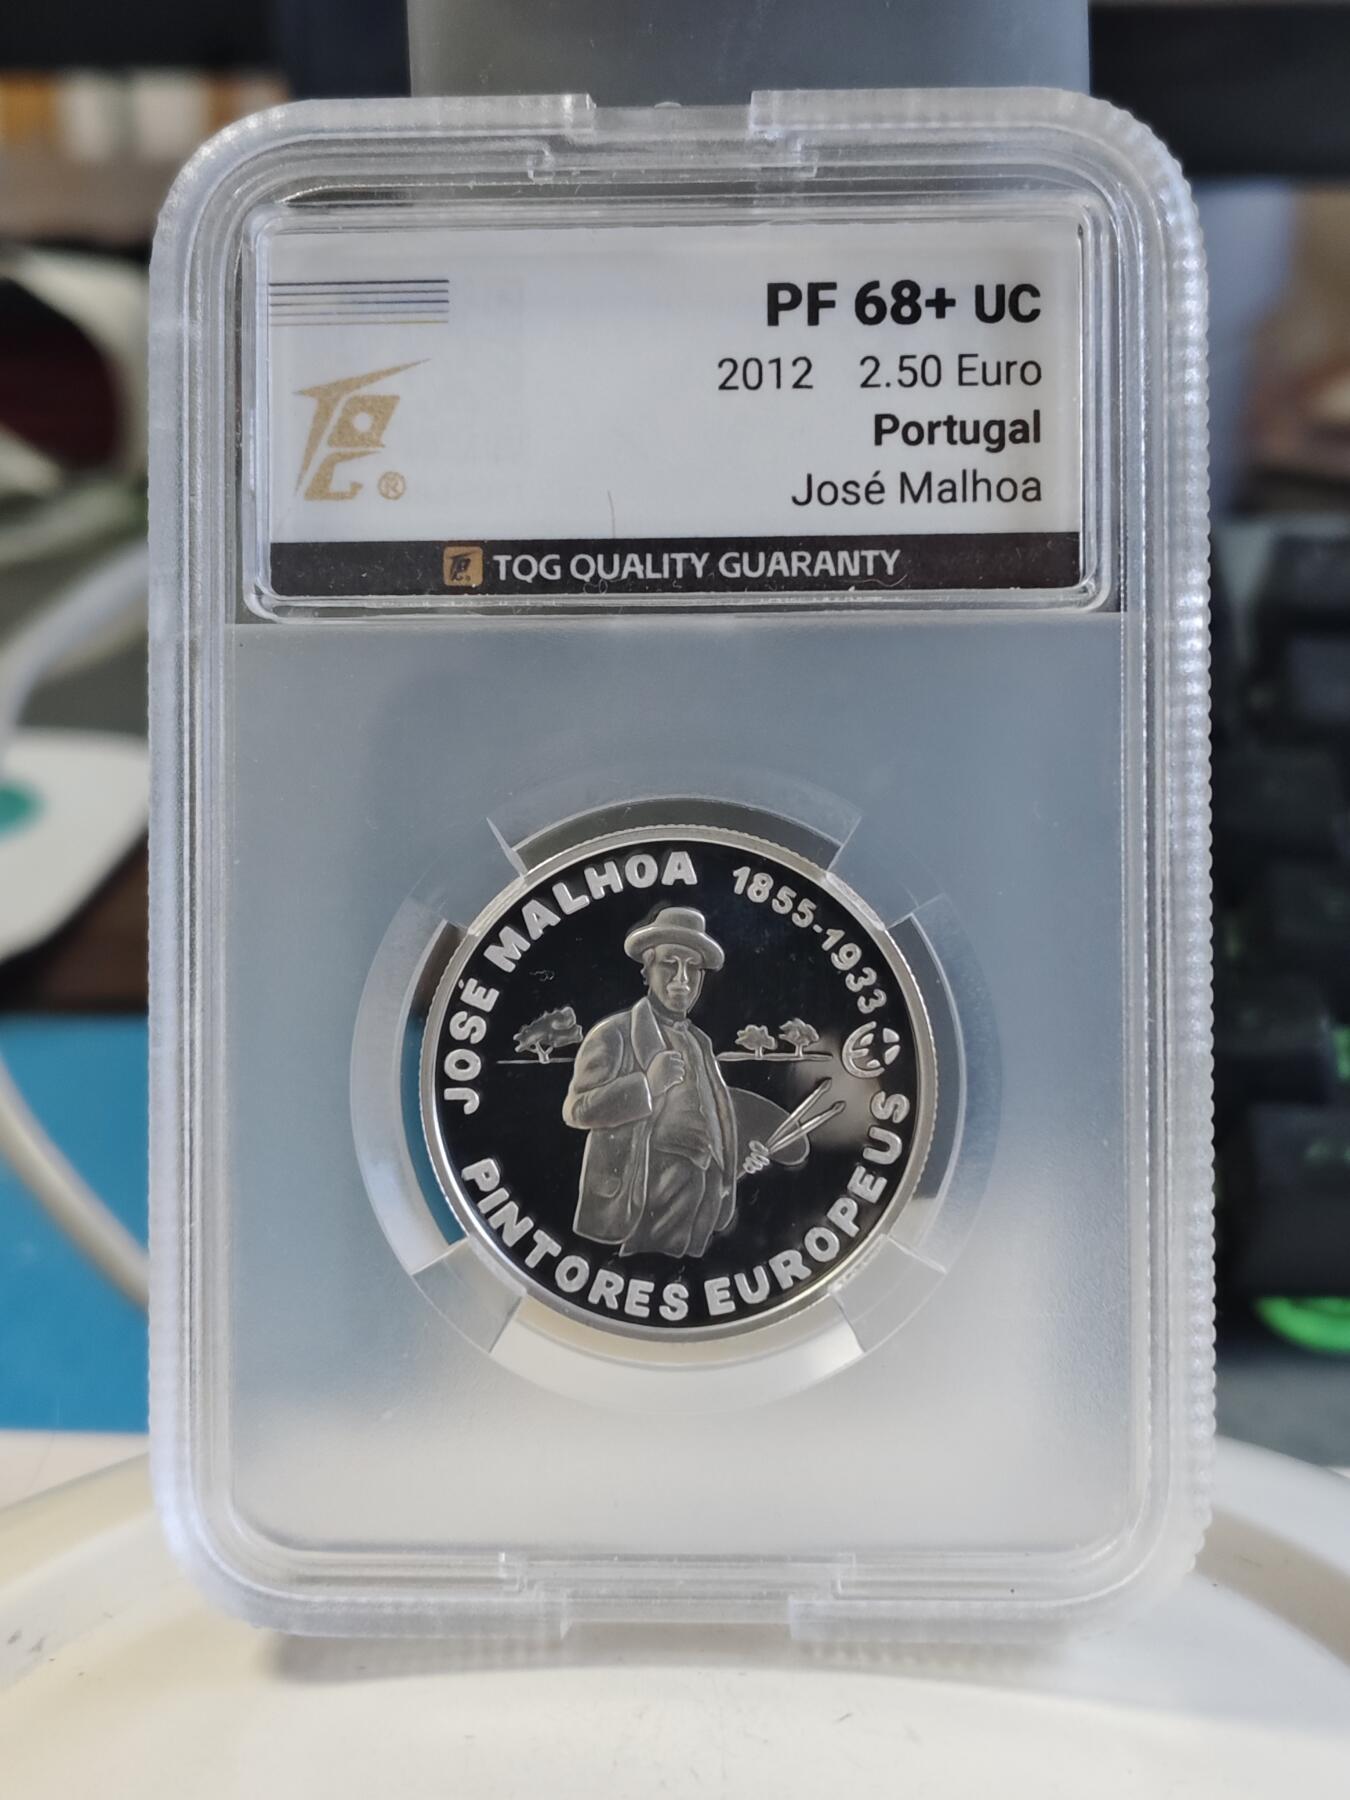 PF 68+ UC
2012 2.50 Euro
Portugal
José Malhoa
TQG ®
TQG QUALITY GUARANTY
JOSÉ MALHOA 1855-1933
PINTORES EUROPEUS